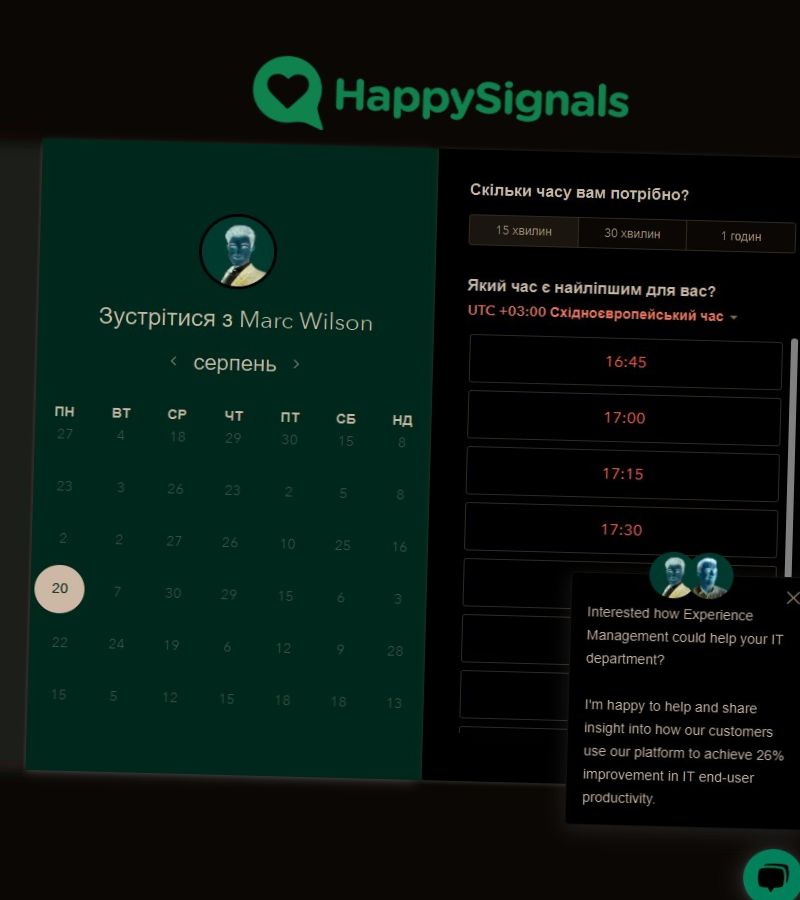 HappySignals
Зустрітися з Marc Wilson
серпень
ПН ВТ СР ЧТ ПТ СБ НД
27 4 18 29 30 15 8
23 3 26 23 2 5 8
2 2 27 26 10 25 16
20 7 30 29 15 6 3
22 24 19 6 12 9 28
15 5 12 15 18 18 13
Скільки часу вам потрібно?
15 хвилин 30 хвилин 1 годин
Який час є найліпшим для вас?
UTC +03:00 Східноєвропейський час
16:45
17:00
17:15
17:30
Interested how Experience
Management could help your IT
department?
I'm happy to help and share
insight into how our customers
use our platform to achieve 26%
improvement in IT end-user
productivity.